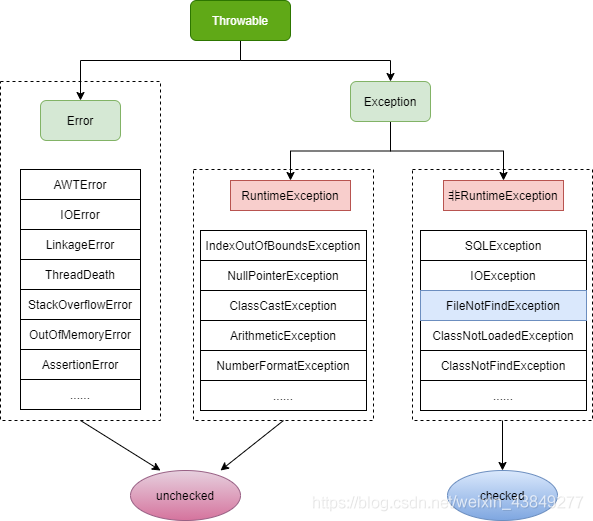 Throwable
Error
Exception
AWTError
IOError
LinkageError
ThreadDeath
StackOverflowError
OutOfMemoryError
AssertionError
......
RuntimeException
IndexOutOfBoundsException
NullPointerException
ClassCastException
ArithmeticException
NumberFormatException
......
非RuntimeException
SQLException
IOException
FileNotFindException
ClassNotLoadedException
ClassNotFindException
......
unchecked
checked
https://blog.csdn.net/weixin_43849277